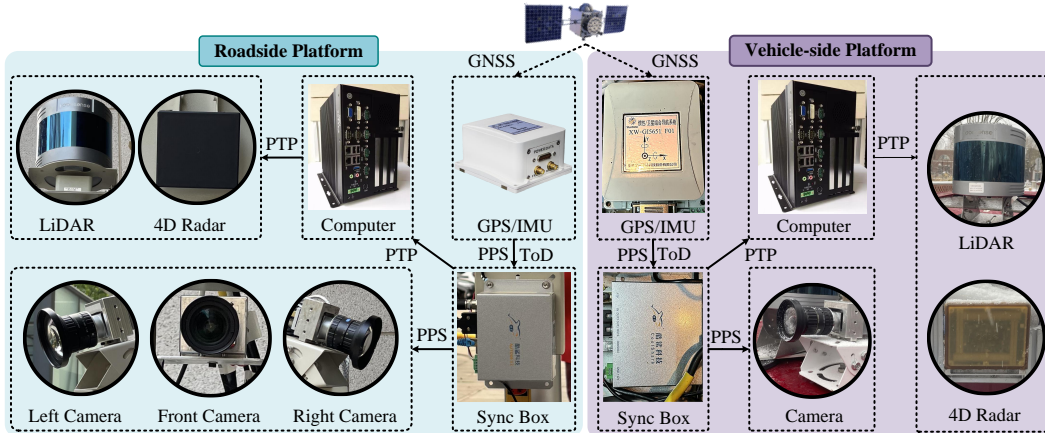 Roadside Platform
Vehicle-side Platform
GNSS
GNSS
PTP
LiDAR
4D Radar
Computer
GPS/IMU
XW-GI5651
GPS/IMU
Computer
PTP
LiDAR
PTP
PPS
ToD
PPS
ToD
PTP
PPS
PPS
Left Camera
Front Camera
Right Camera
Sync Box
Sync Box
Camera
4D Radar